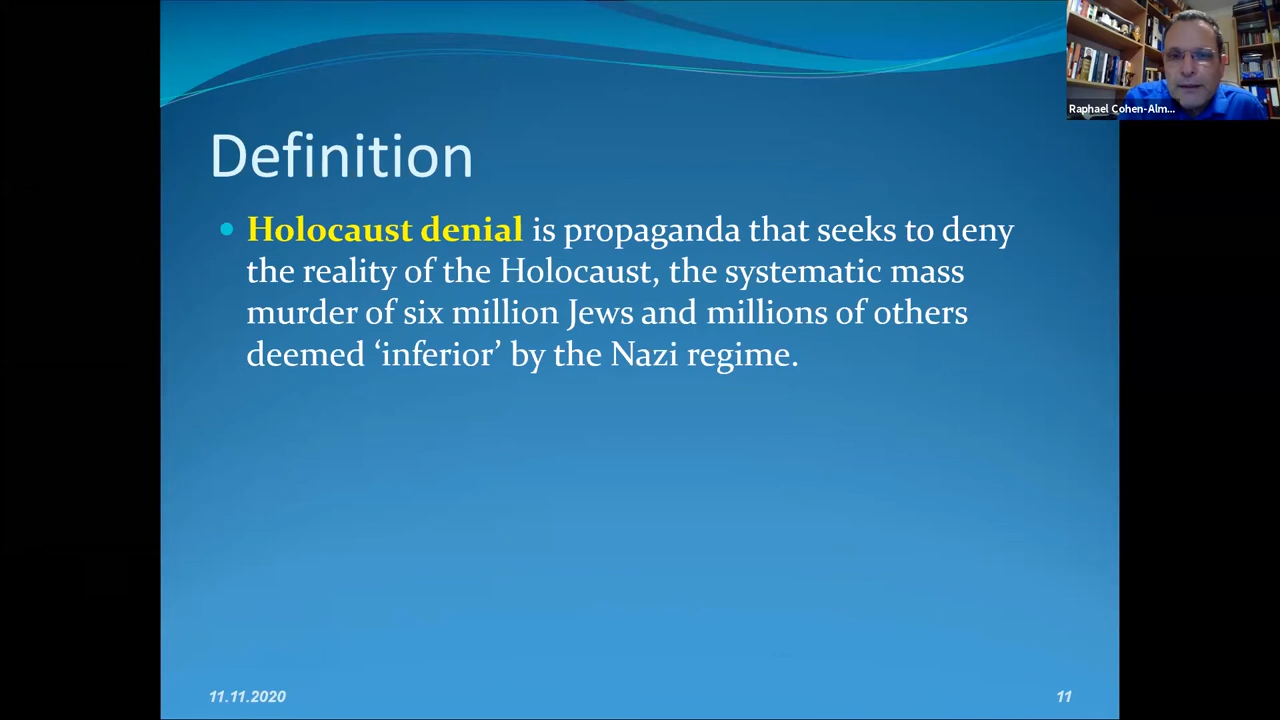 Raphael Cohen-Alm...
Definition
Holocaust denial is propaganda that seeks to deny
the reality of the Holocaust, the systematic mass
murder of six million Jews and millions of others
deemed ‘inferior’ by the Nazi regime.
11.11.2020
11